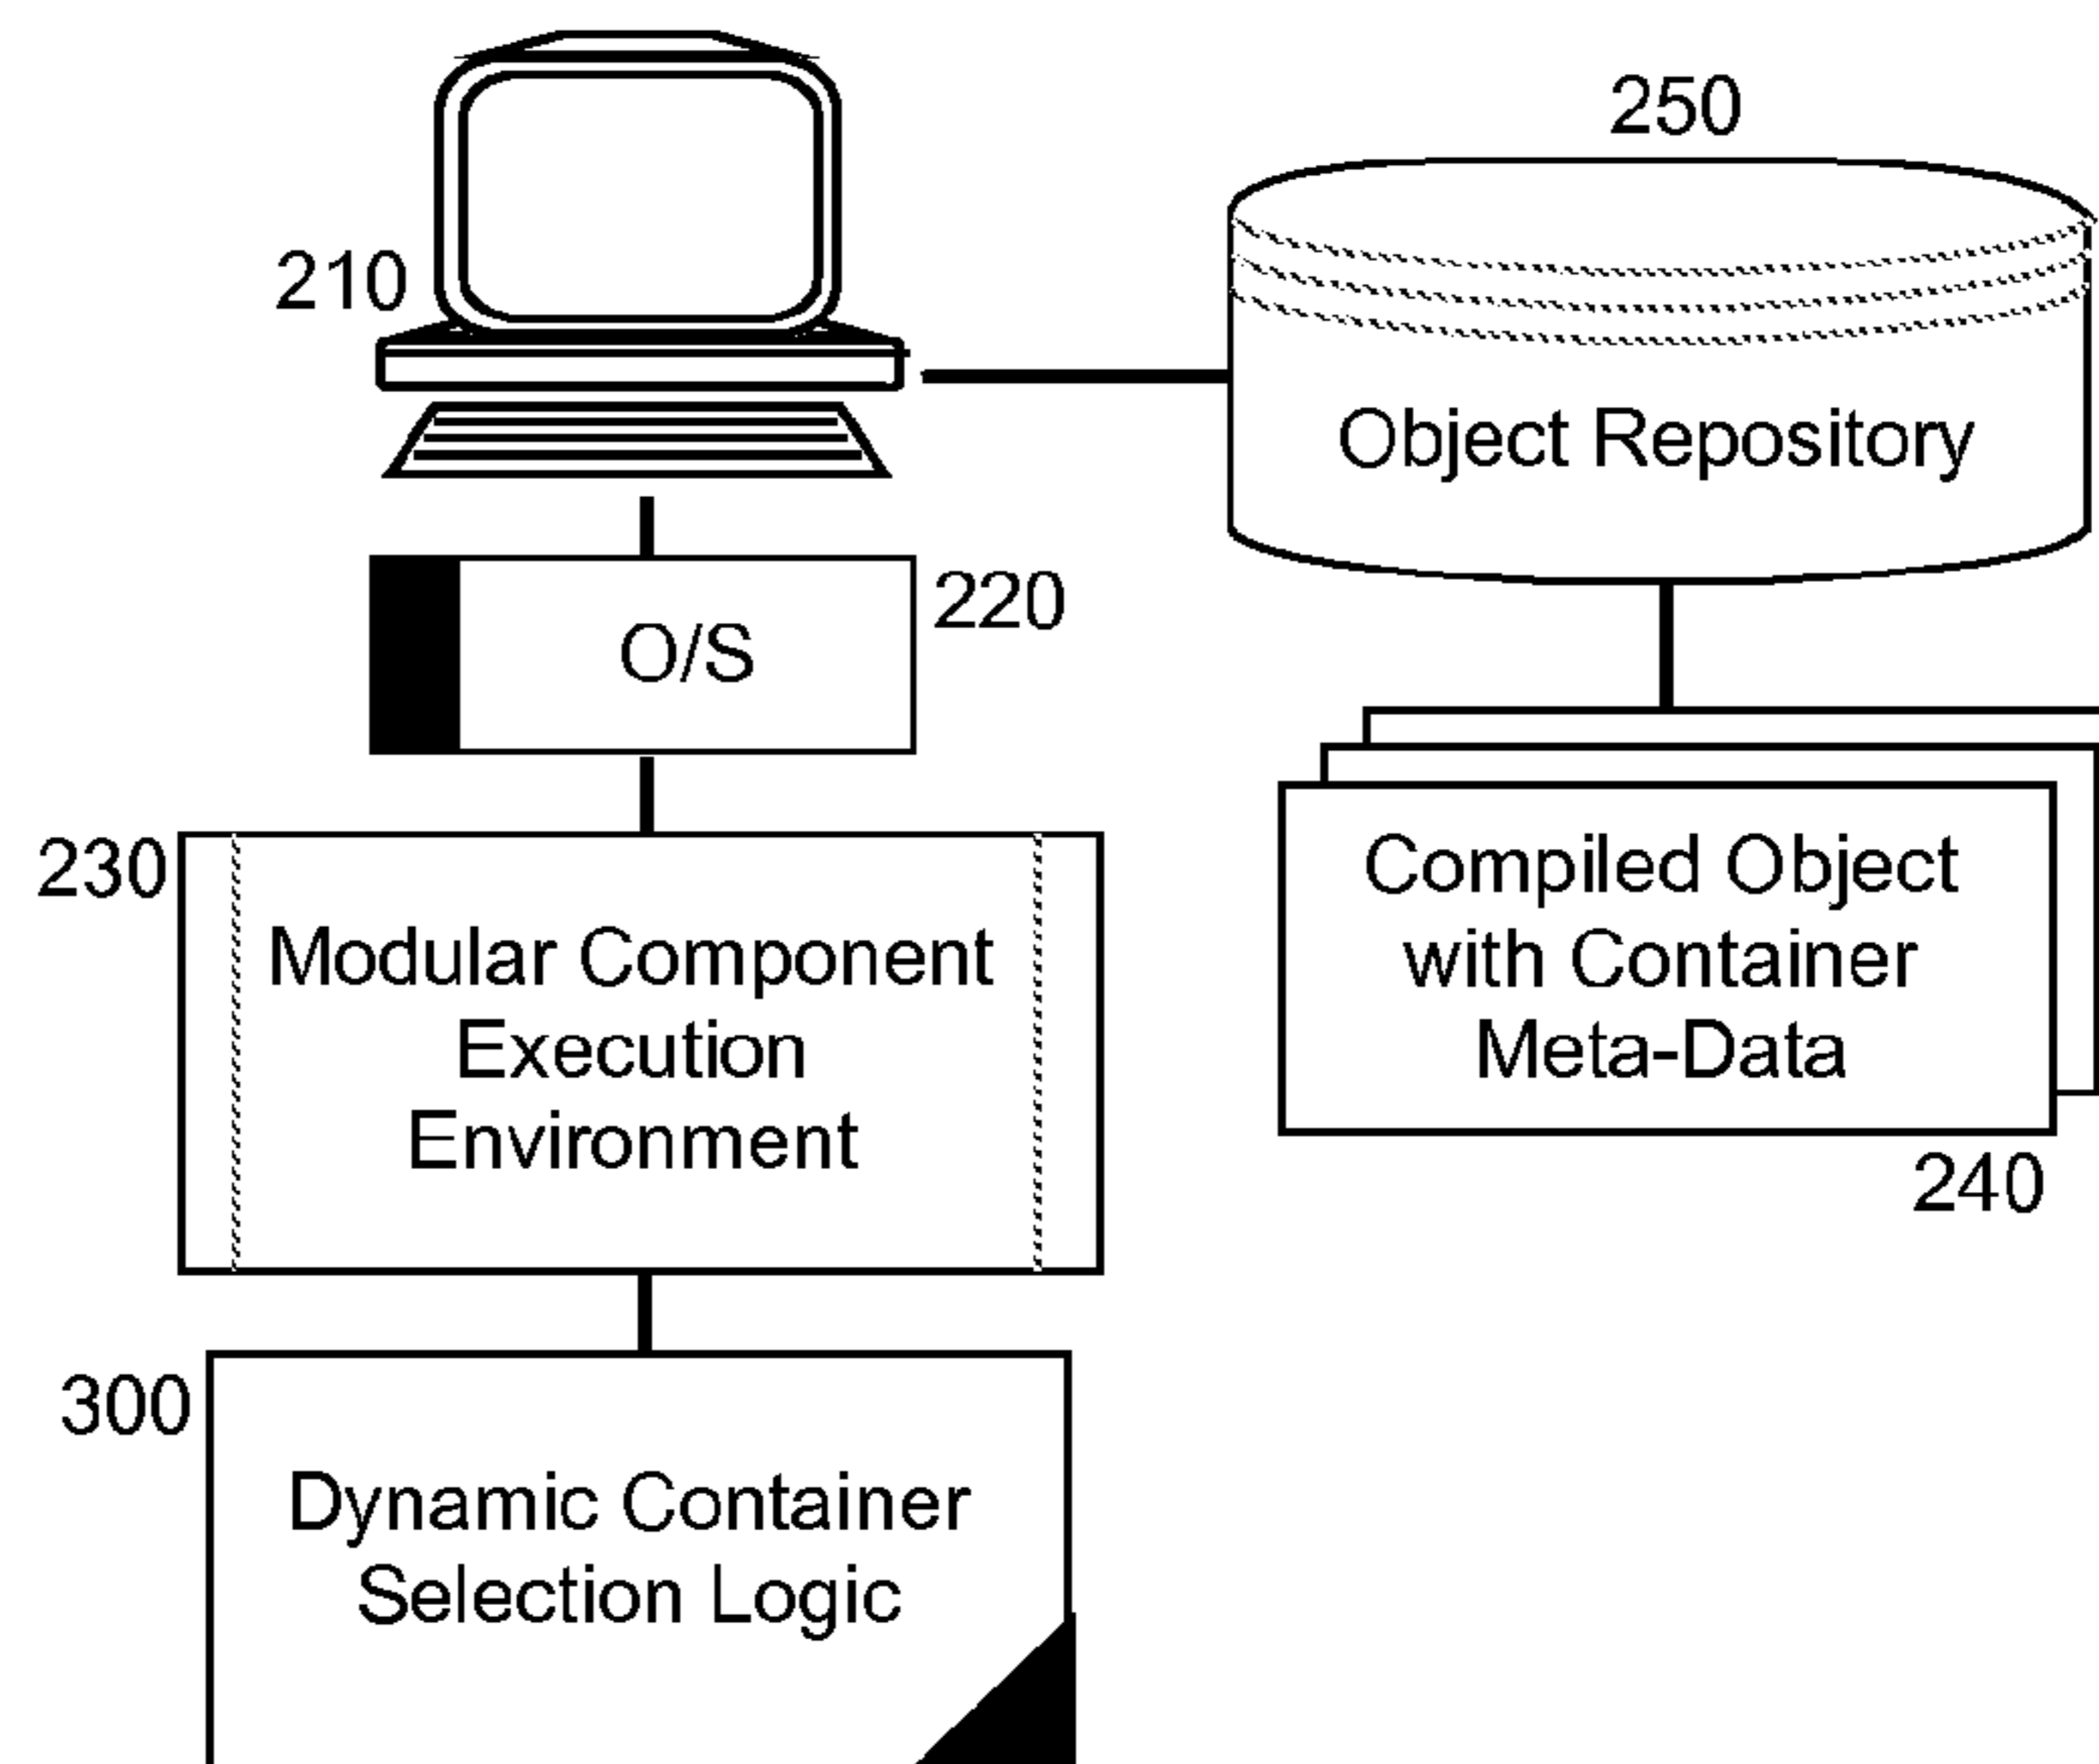 250
210
Object Repository
220
O/S
230
Modular Component
Execution
Environment
Compiled Object
with Container
Meta-Data
240
300
Dynamic Container
Selection Logic